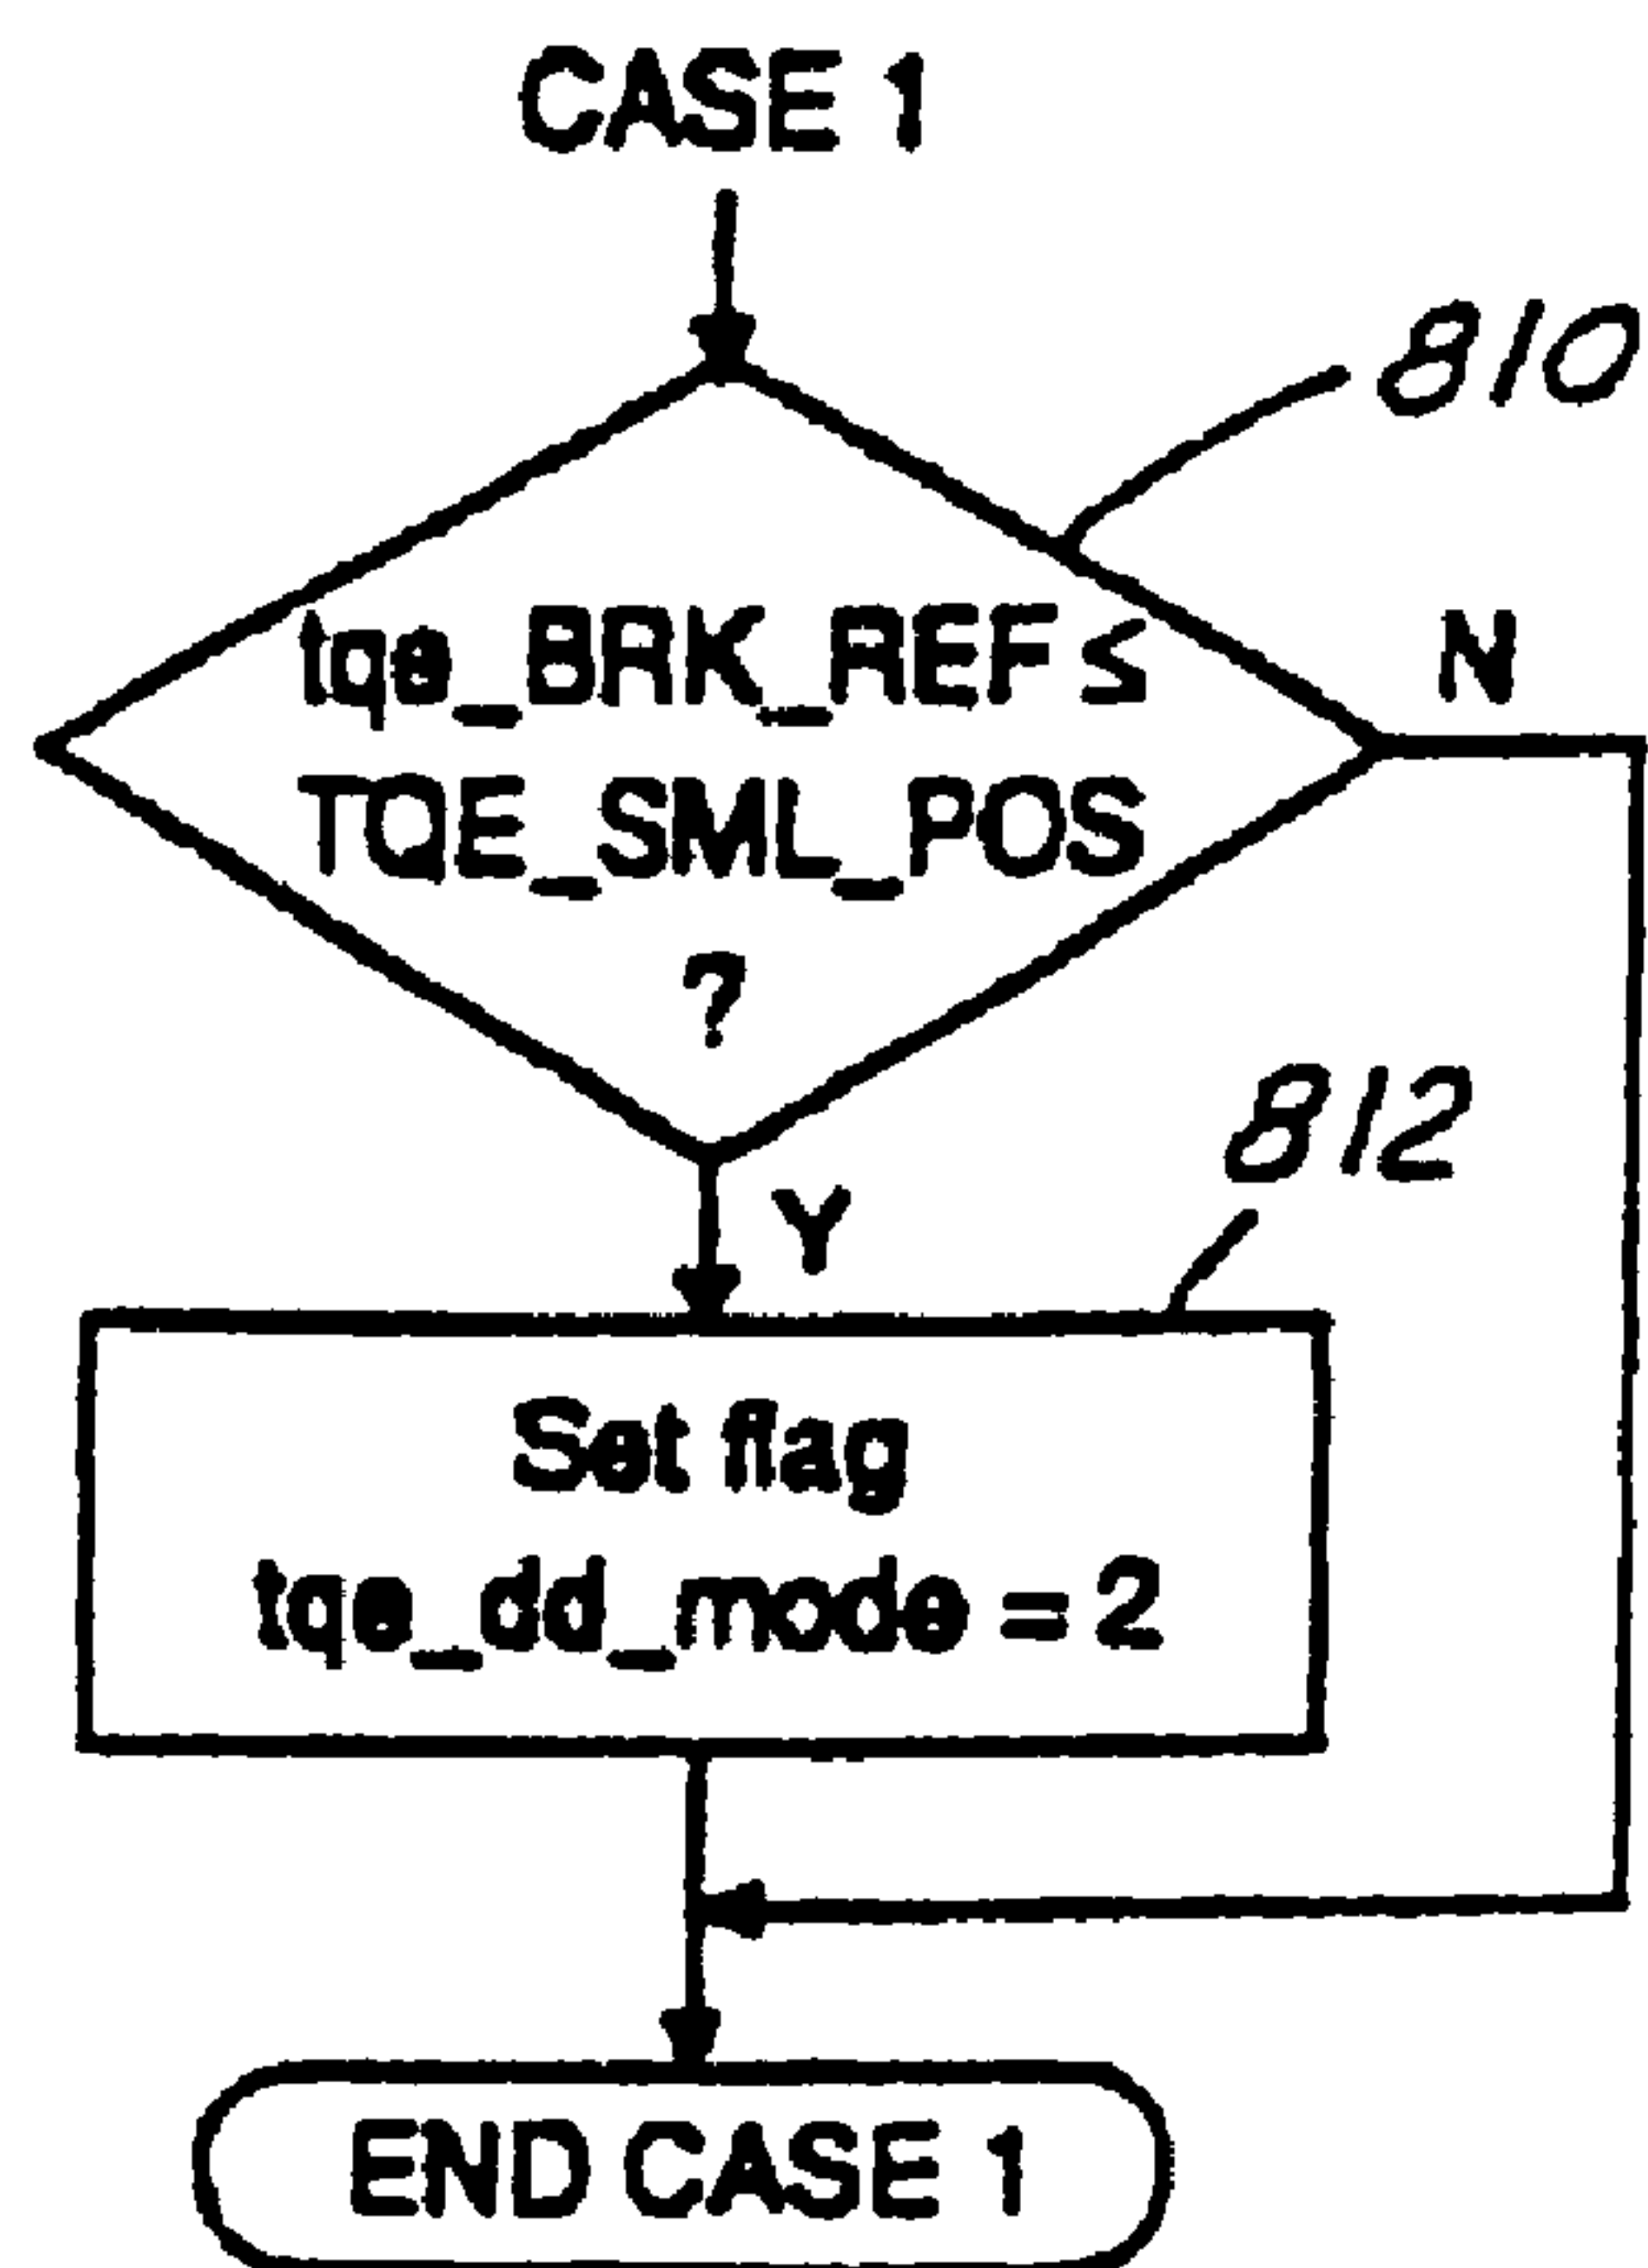 CASE 1
810
tqe_BRK_REF ≤
N
TQE_SML_POS
?
812
Y
Set flag
tqe_dd_mode = 2
END CASE 1